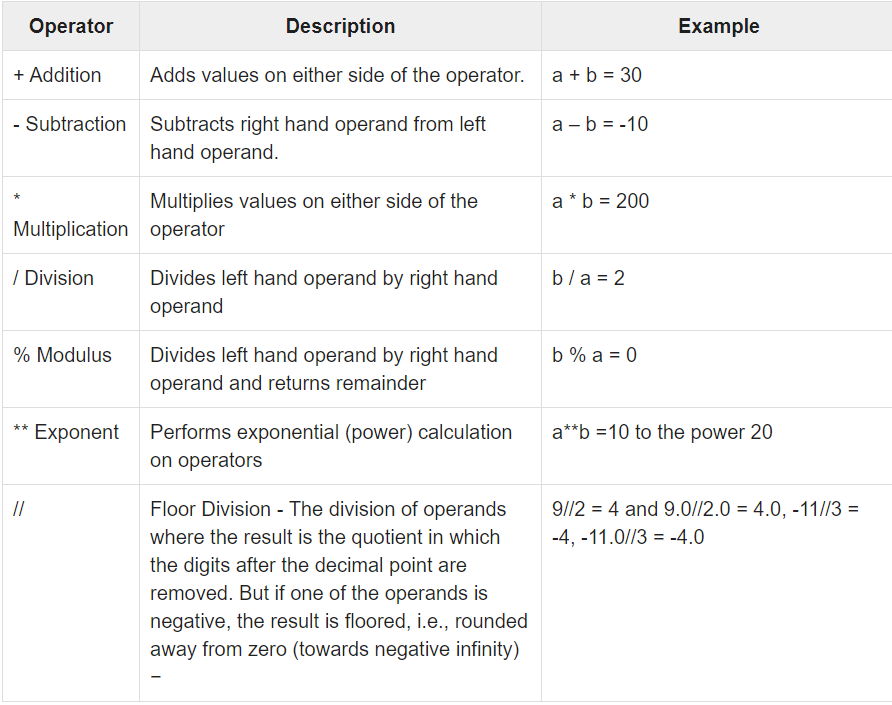 Operator Description Example
+ Addition Adds values on either side of the operator. a + b = 30
- Subtraction Subtracts right hand operand from left a – b = -10
hand operand.
* Multiplies values on either side of the a * b = 200
Multiplication operator
/ Division Divides left hand operand by right hand b / a = 2
operand
% Modulus Divides left hand operand by right hand b % a = 0
operand and returns remainder
** Exponent Performs exponential (power) calculation a**b =10 to the power 20
on operators
// Floor Division - The division of operands 9//2 = 4 and 9.0//2.0 = 4.0, -11//3 =
where the result is the quotient in which -4, -11.0//3 = -4.0
the digits after the decimal point are
removed. But if one of the operands is
negative, the result is floored, i.e., rounded
away from zero (towards negative infinity)
–